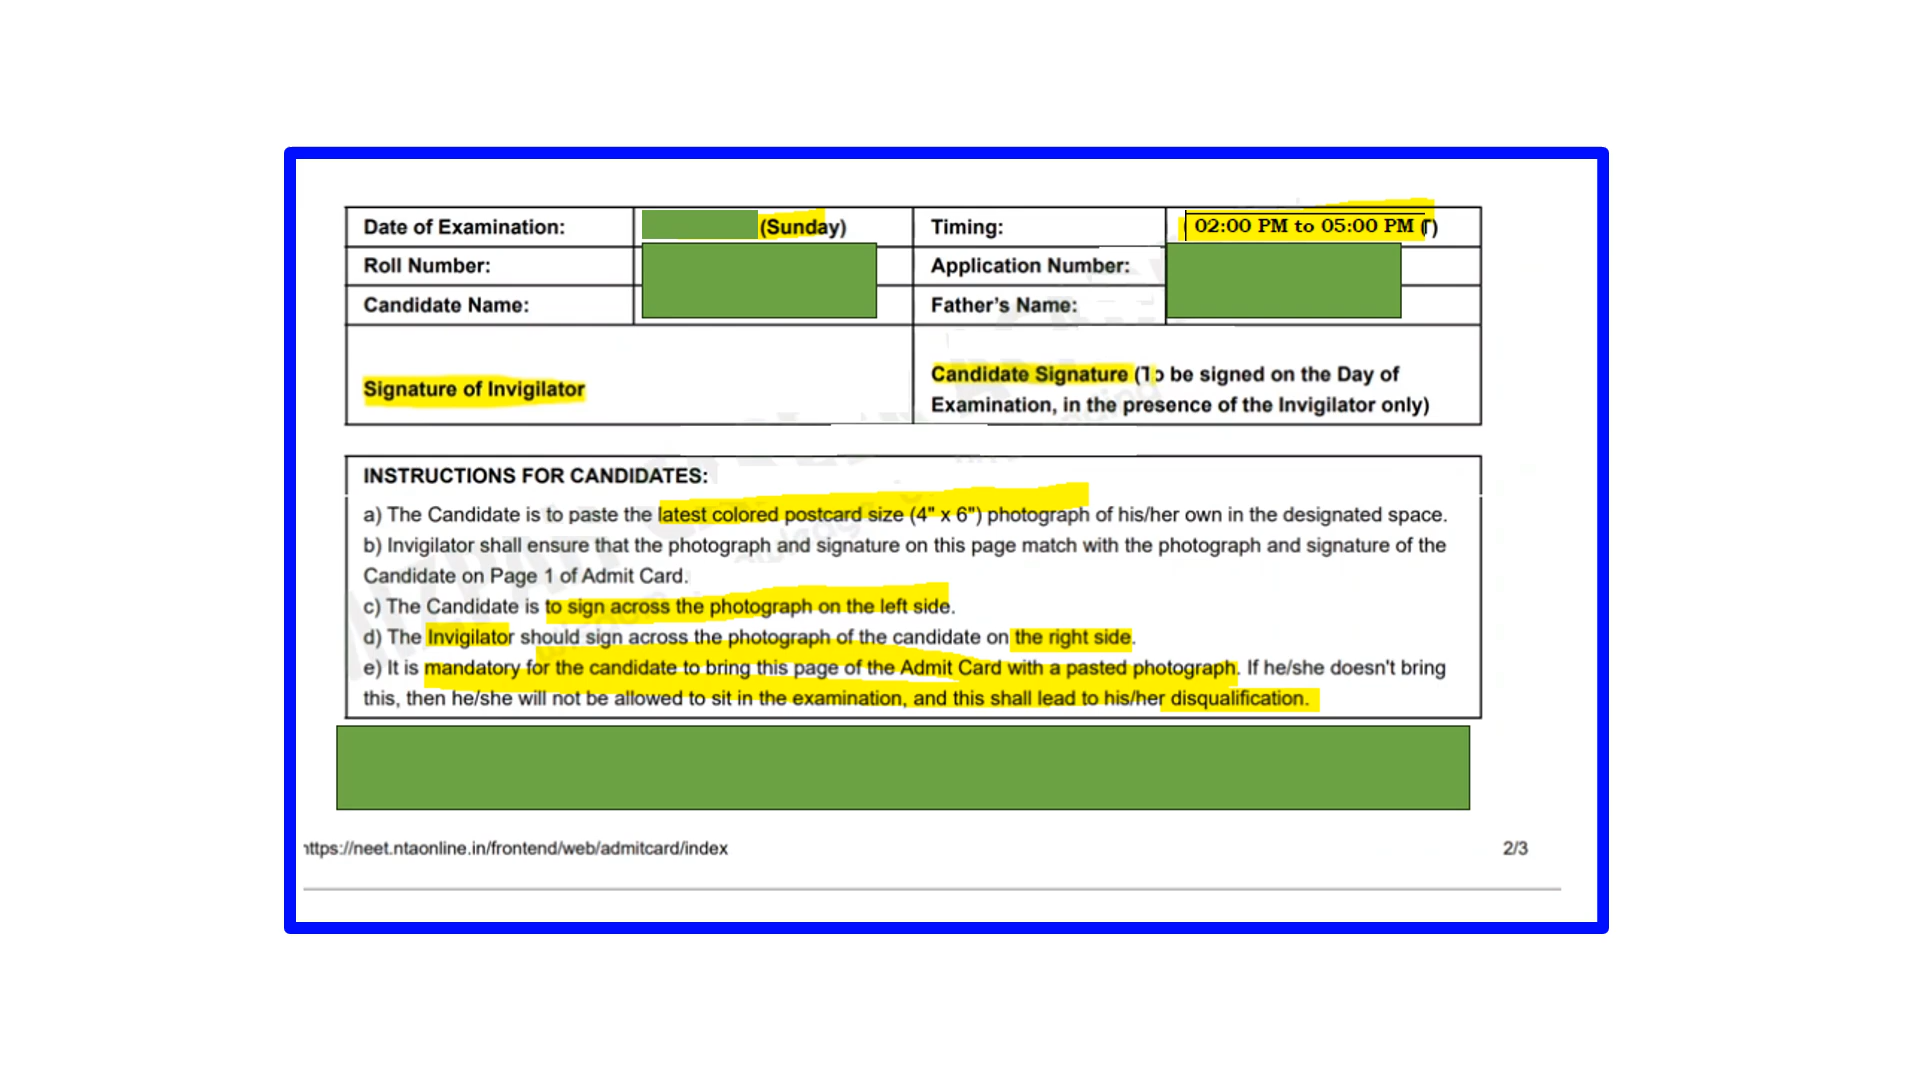 Date of Examination: (Sunday) Timing: 02:00 PM to 05:00 PM
Roll Number: Application Number:
Candidate Name: Father's Name:
Signature of Invigilator
Candidate Signature (To be signed on the Day of
Examination, in the presence of the Invigilator only)
INSTRUCTIONS FOR CANDIDATES:
a) The Candidate is to paste the latest colored postcard size (4" x 6") photograph of his/her own in the designated space.
b) Invigilator shall ensure that the photograph and signature on this page match with the photograph and signature of the
Candidate on Page 1 of Admit Card.
c) The Candidate is to sign across the photograph on the left side.
d) The Invigilator should sign across the photograph of the candidate on the right side.
e) It is mandatory for the candidate to bring this page of the Admit Card with a pasted photograph. If he/she doesn't bring
this, then he/she will not be allowed to sit in the examination, and this shall lead to his/her disqualification.
https://neet.ntaonline.in/frontend/web/admitcard/index 2/3